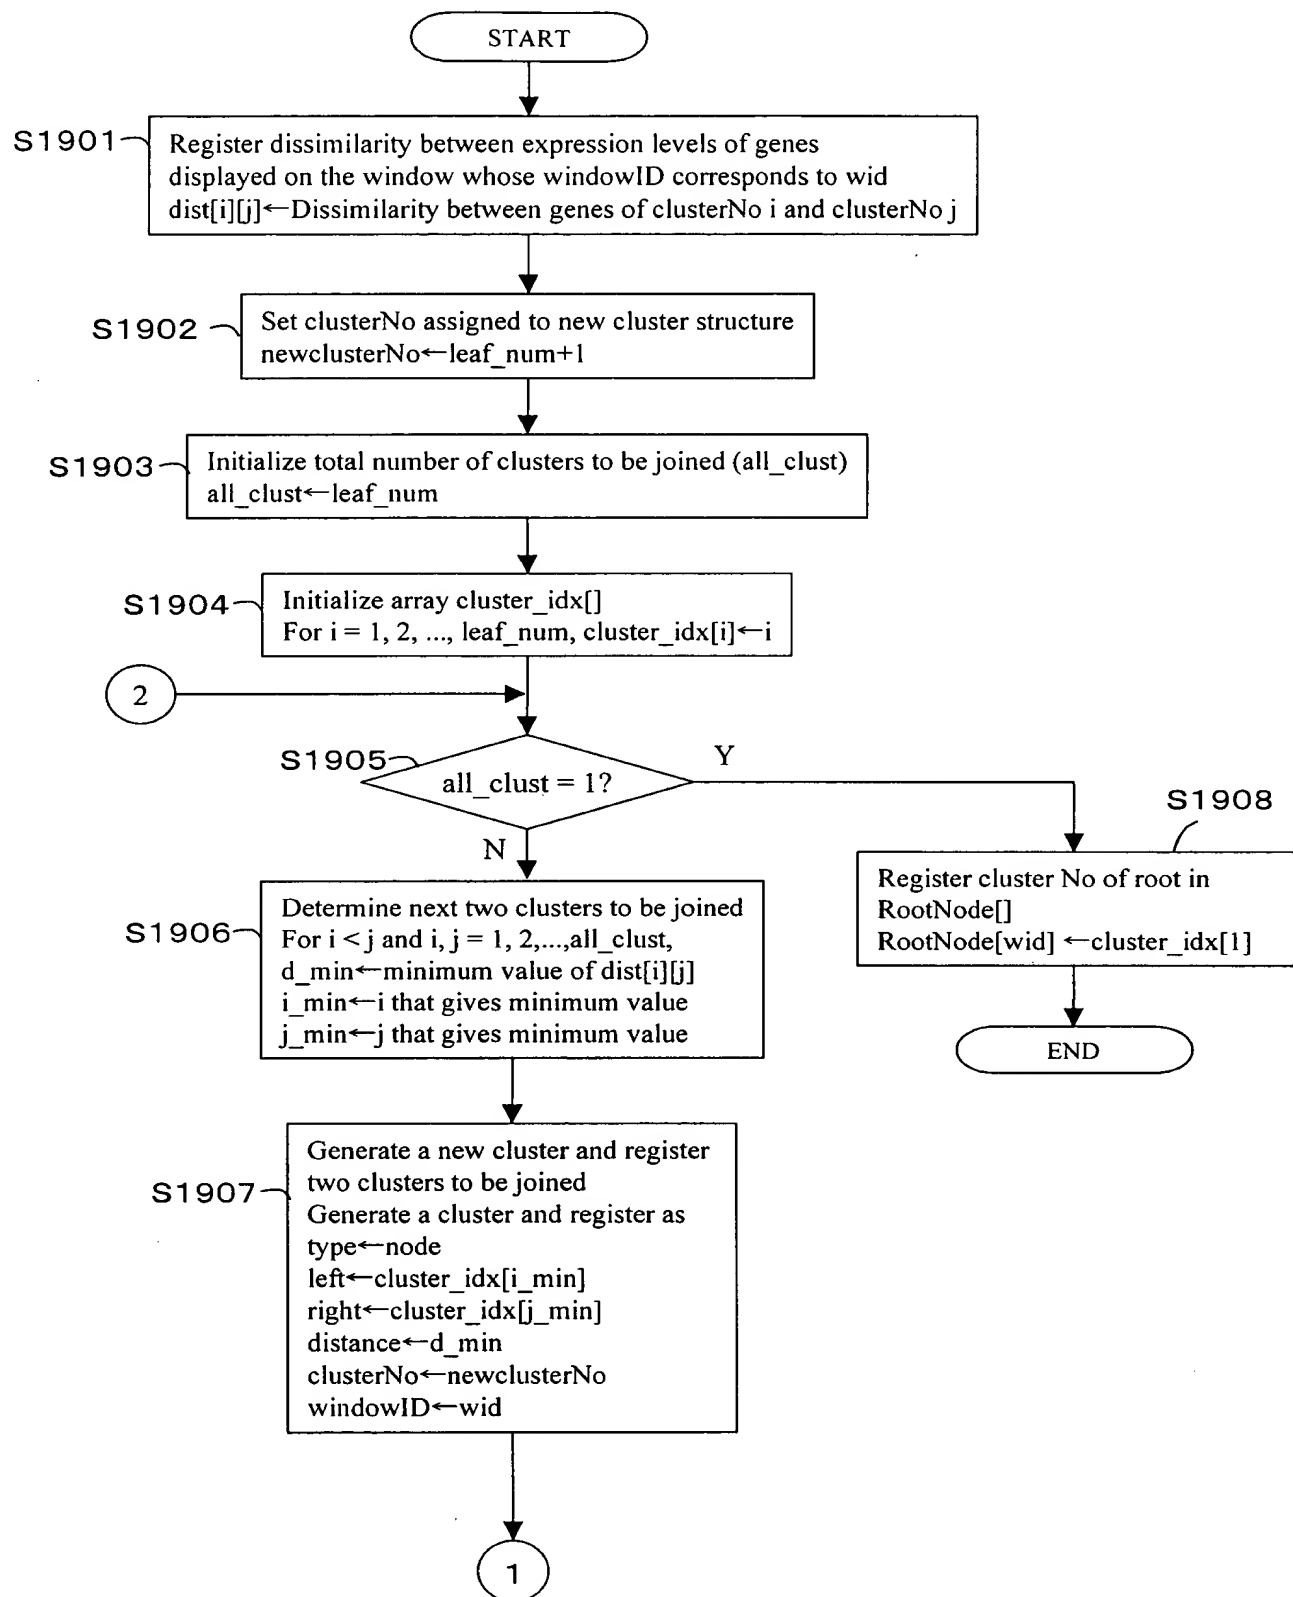 START
S1901
Register dissimilarity between expression levels of genes
displayed on the window whose windowID corresponds to wid
dist[i][j]←Dissimilarity between genes of clusterNo i and clusterNo j
S1902
Set clusterNo assigned to new cluster structure
newclusterNo←leaf_num+1
S1903
Initialize total number of clusters to be joined (all_clust)
all_clust←leaf_num
S1904
Initialize array cluster_idx[]
For i = 1, 2, ..., leaf_num, cluster_idx[i]←i
2
S1905
all_clust = 1?
Y
N
S1908
Register cluster No of root in
RootNode[]
RootNode[wid] ←cluster_idx[1]
END
S1906
Determine next two clusters to be joined
For i < j and i, j = 1, 2,...,all_clust,
d_min←minimum value of dist[i][j]
i_min←i that gives minimum value
j_min←j that gives minimum value
S1907
Generate a new cluster and register
two clusters to be joined
Generate a cluster and register as
type←node
left←cluster_idx[i_min]
right←cluster_idx[j_min]
distance←d_min
clusterNo←newclusterNo
windowID←wid
1